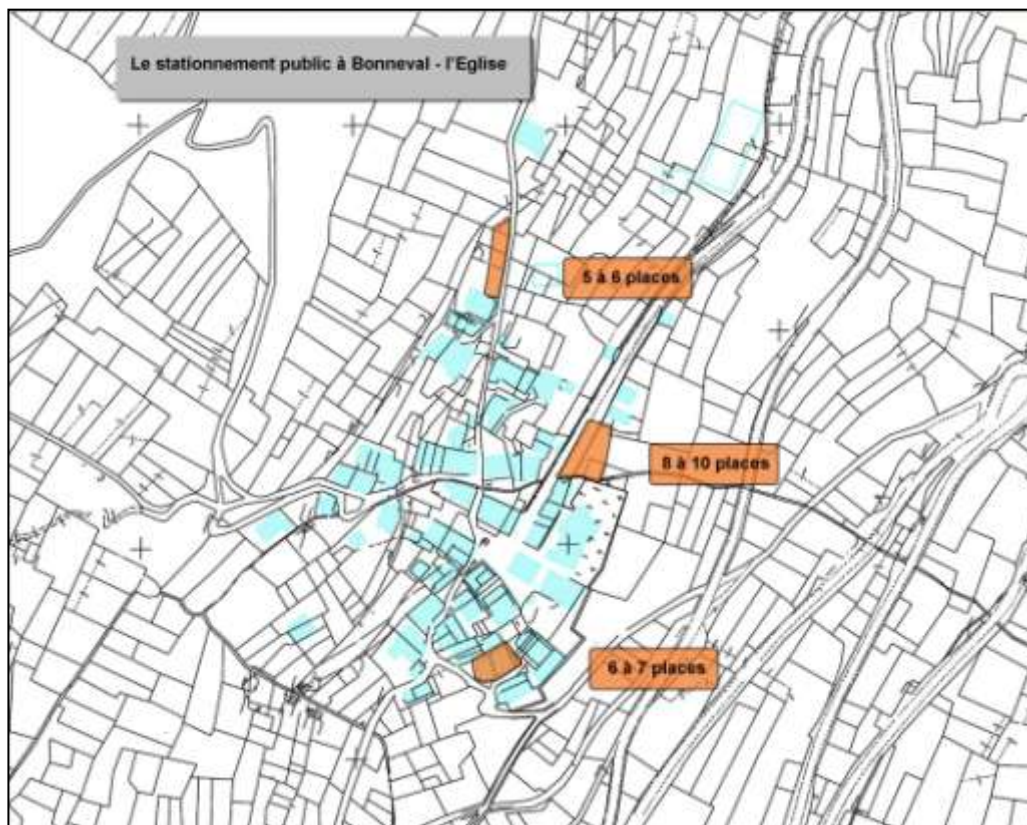 Le stationnement public à Bonneval - l'Eglise
5 à 6 places
8 à 10 places
6 à 7 places